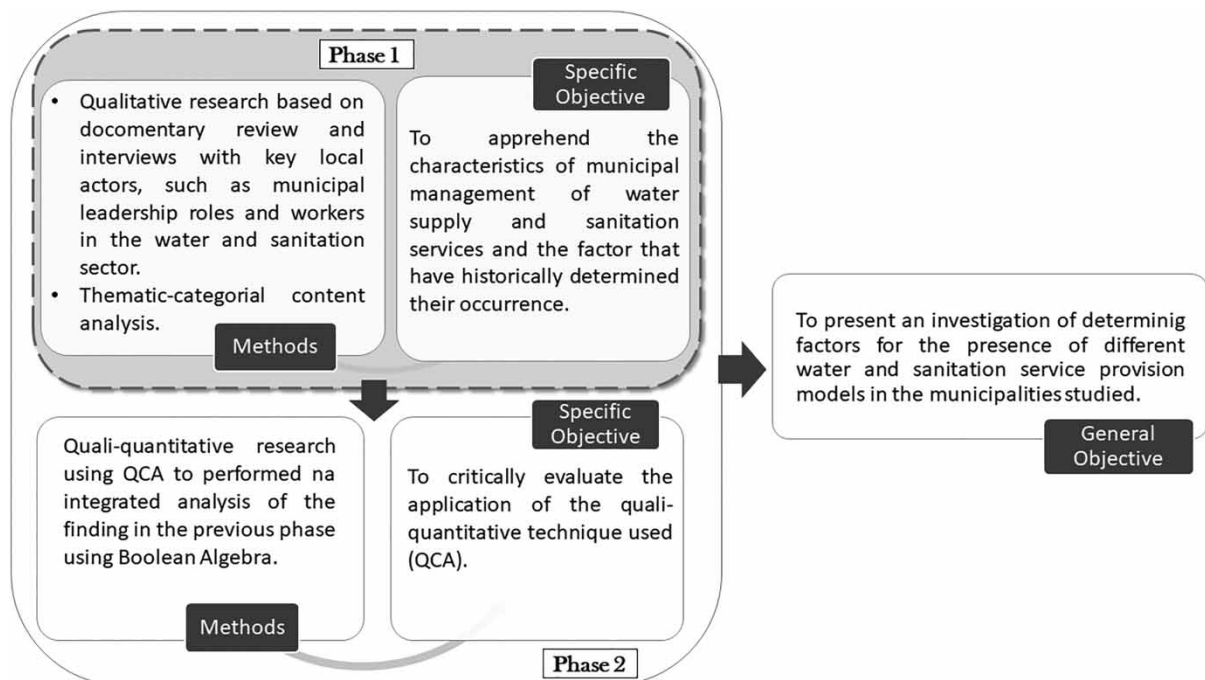 Phase 1
• Qualitative research based on
docomentary review and
interviews with key local
actors, such as municipal
leadership roles and workers
in the water and sanitation
sector.
• Thematic-categorial content
analysis.
Methods
Specific
Objective
To apprehend the
characteristics of municipal
management of water
supply and sanitation
services and the factor that
have historically determined
their occurrence.
Quali-quantitative research
using QCA to performed na
integrated analysis of the
finding in the previous phase
using Boolean Algebra.
Methods
Specific
Objective
To critically evaluate the
application of the quali-
quantitative technique used
(QCA).
Phase 2
To present an investigation of determinig
factors for the presence of different
water and sanitation service provision
models in the municipalities studied.
General
Objective